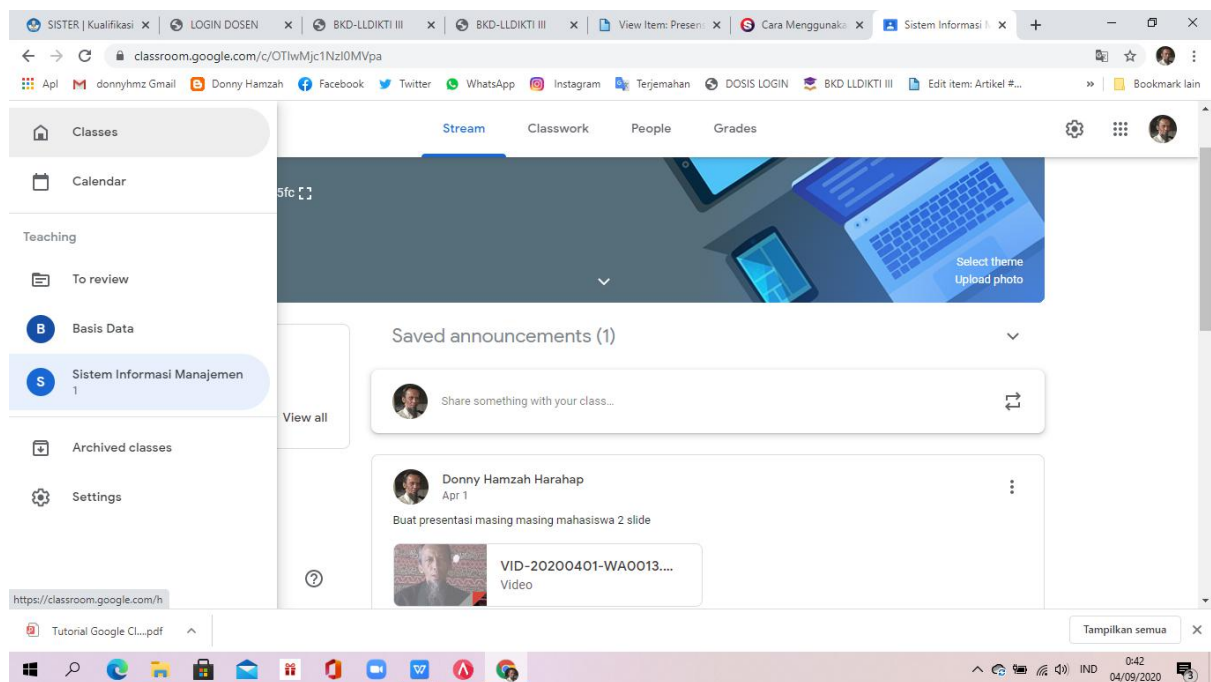 SISTER | Kualifikasi
LOGIN DOSEN
BKD-LLDIKTI III
BKD-LLDIKTI III
View Item: Presen
Cara Menggunaka
Sistem Informasi M
classroom.google.com/c/OTIwMjc1NzI0MVpa
Apl
donnyhmz Gmail
Donny Hamzah
Facebook
Twitter
WhatsApp
Instagram
Terjemahan
DOSIS LOGIN
BKD LLDIKTI III
Edit item: Artikel #...
»
Bookmark lain
Classes
Stream
Classwork
People
Grades
Calendar
5fc
Teaching
To review
Select theme
Upload photo
B
Basis Data
Saved announcements (1)
S
Sistem Informasi Manajemen
1
Share something with your class...
View all
Archived classes
Donny Hamzah Harahap
Apr 1
Settings
Buat presentasi masing masing mahasiswa 2 slide
VID-20200401-WA0013....
Video
https://classroom.google.com/h
Tutorial Google Cl....pdf
Tampilkan semua
IND
0:42
04/09/2020
3